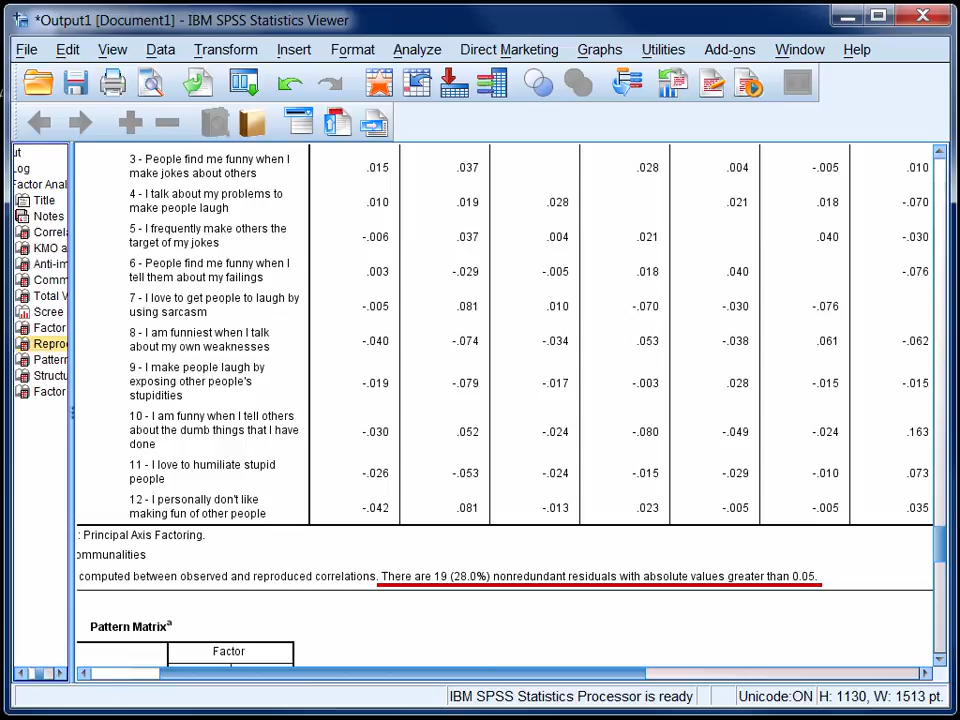 *Output1 [Document1] - IBM SPSS Statistics Viewer
File Edit View Data Transform Insert Format Analyze Direct Marketing Graphs Utilities Add-ons Window Help
ut
Log
Factor Anal
Title
Notes
Correla
KMO a
Anti-im
Comm
Total V
Scree
Factor
Reproc
Pattern
Structu
Factor
3 - People find me funny when I
make jokes about others
.015 .037 .028 .004 -.005 .010
4 - I talk about my problems to
make people laugh
.010 .019 .028 .021 .018 -.070
5 - I frequently make others the
target of my jokes
-.006 .037 .004 .021 .040 -.030
6 - People find me funny when I
tell them about my failings
.003 -.029 -.005 .018 .040 -.076
7 - I love to get people to laugh by
using sarcasm
-.005 .081 .010 -.070 -.030 -.076
8 - I am funniest when I talk
about my own weaknesses
-.040 -.074 -.034 .053 -.038 .061 -.062
9 - I make people laugh by
exposing other people's
stupidities
-.019 -.079 -.017 -.003 .028 -.015 -.015
10 - I am funny when I tell others
about the dumb things that I have
done
-.030 .052 -.024 -.080 -.049 -.024 .163
11 - I love to humiliate stupid
people
-.026 -.053 -.024 -.015 -.029 -.010 .073
12 - I personally don't like
making fun of other people
-.042 .081 -.013 .023 -.005 -.005 .035
: Principal Axis Factoring.
ommunalities
computed between observed and reproduced correlations. There are 19 (28.0%) nonredundant residuals with absolute values greater than 0.05.
Pattern Matrixa
Factor
IBM SPSS Statistics Processor is ready Unicode:ON H: 1130, W: 1513 pt.